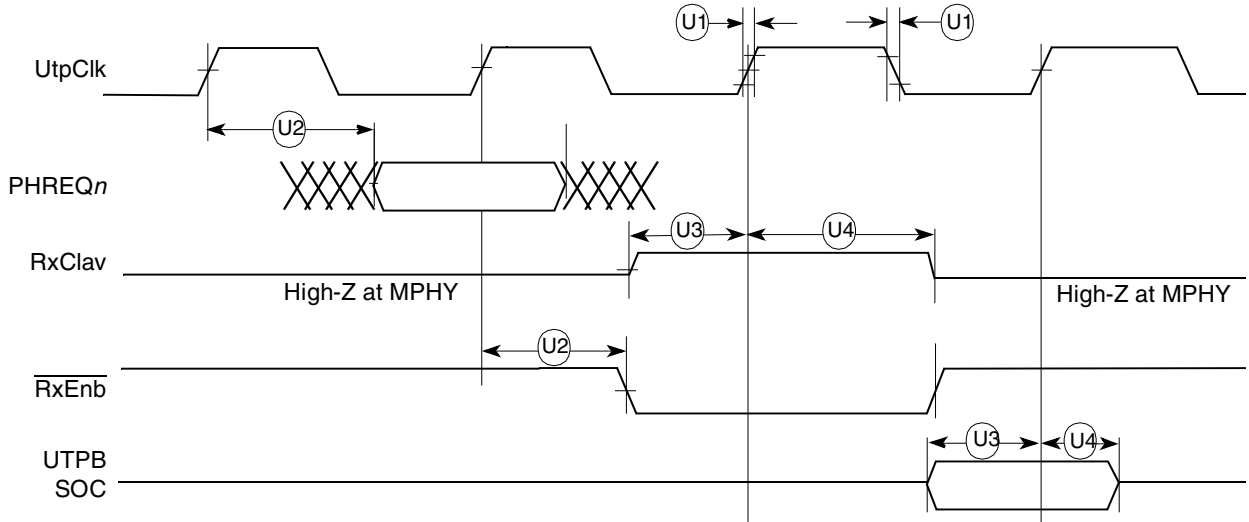 U1 U1
UtpClk
U2
PHREQn
U3 U4
RxClav
High-Z at MPHY High-Z at MPHY
U2
RxEnb
U3 U4
UTPB
SOC